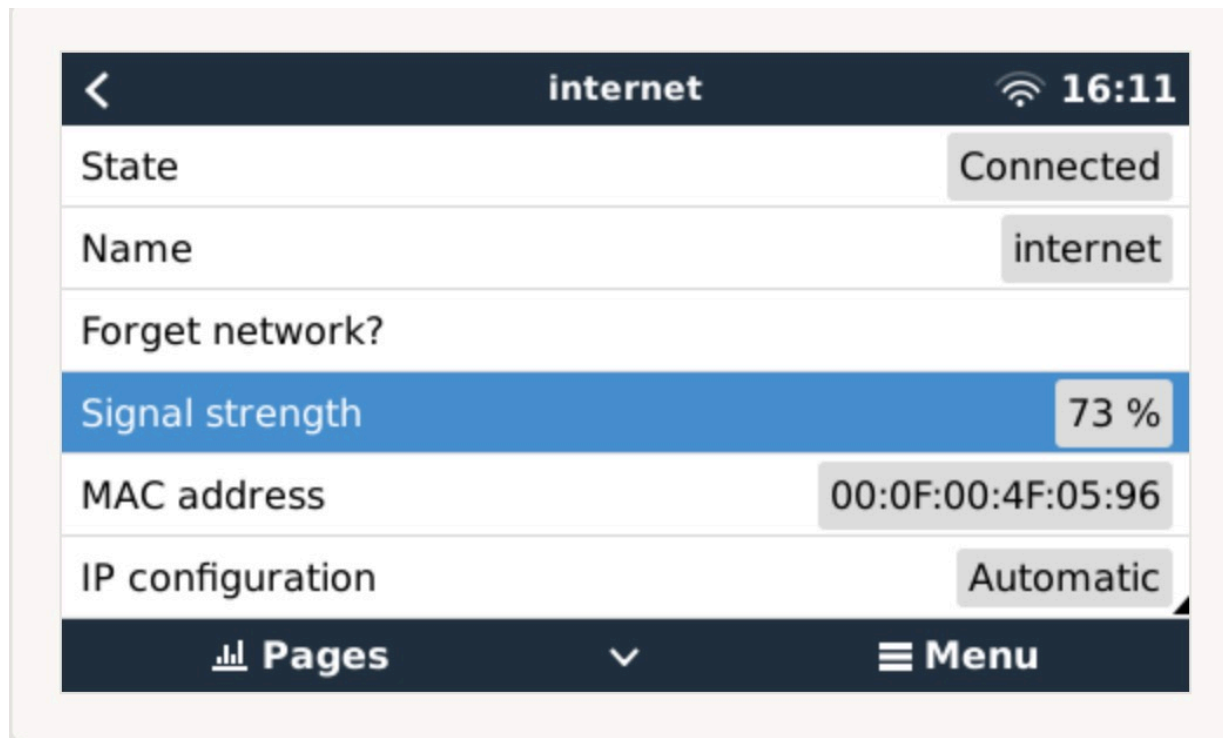 internet 16:11
State Connected
Name internet
Forget network?
Signal strength 73 %
MAC address 00:0F:00:4F:05:96
IP configuration Automatic
Pages Menu